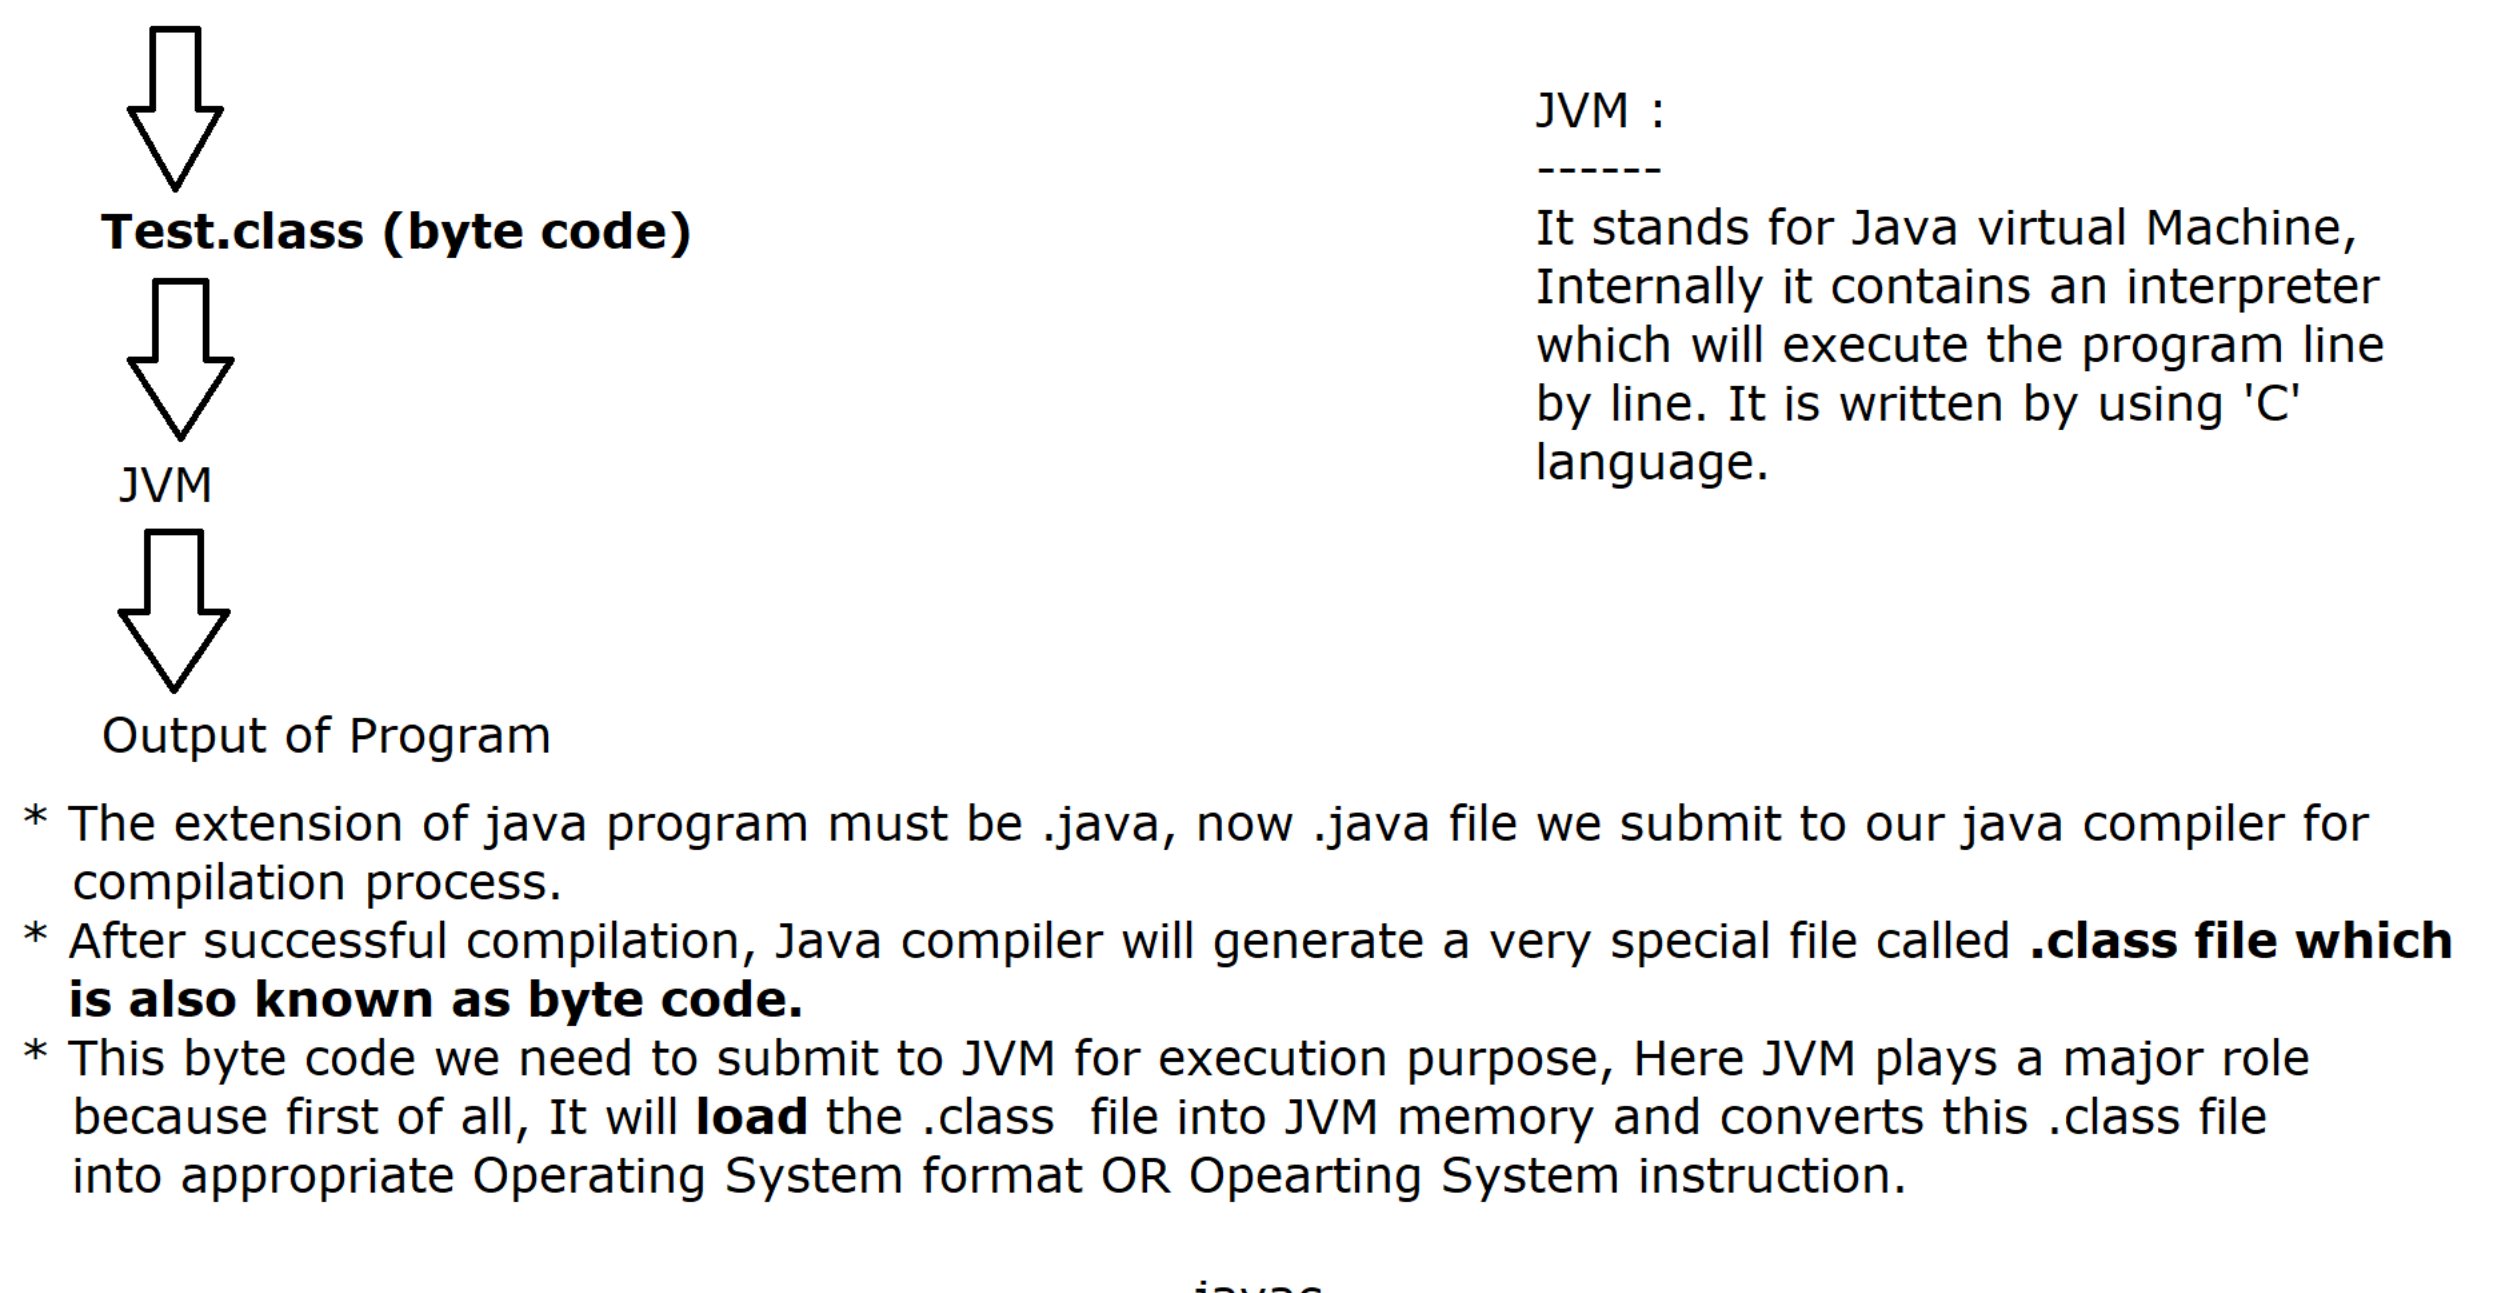 Test.class (byte code)
JVM
Output of Program
JVM :
------
It stands for Java virtual Machine,
Internally it contains an interpreter
which will execute the program line
by line. It is written by using 'C'
language.
* The extension of java program must be .java, now .java file we submit to our java compiler for
compilation process.
* After successful compilation, Java compiler will generate a very special file called .class file which
is also known as byte code.
* This byte code we need to submit to JVM for execution purpose, Here JVM plays a major role
because first of all, It will load the .class  file into JVM memory and converts this .class file
into appropriate Operating System format OR Opearting System instruction.
javac